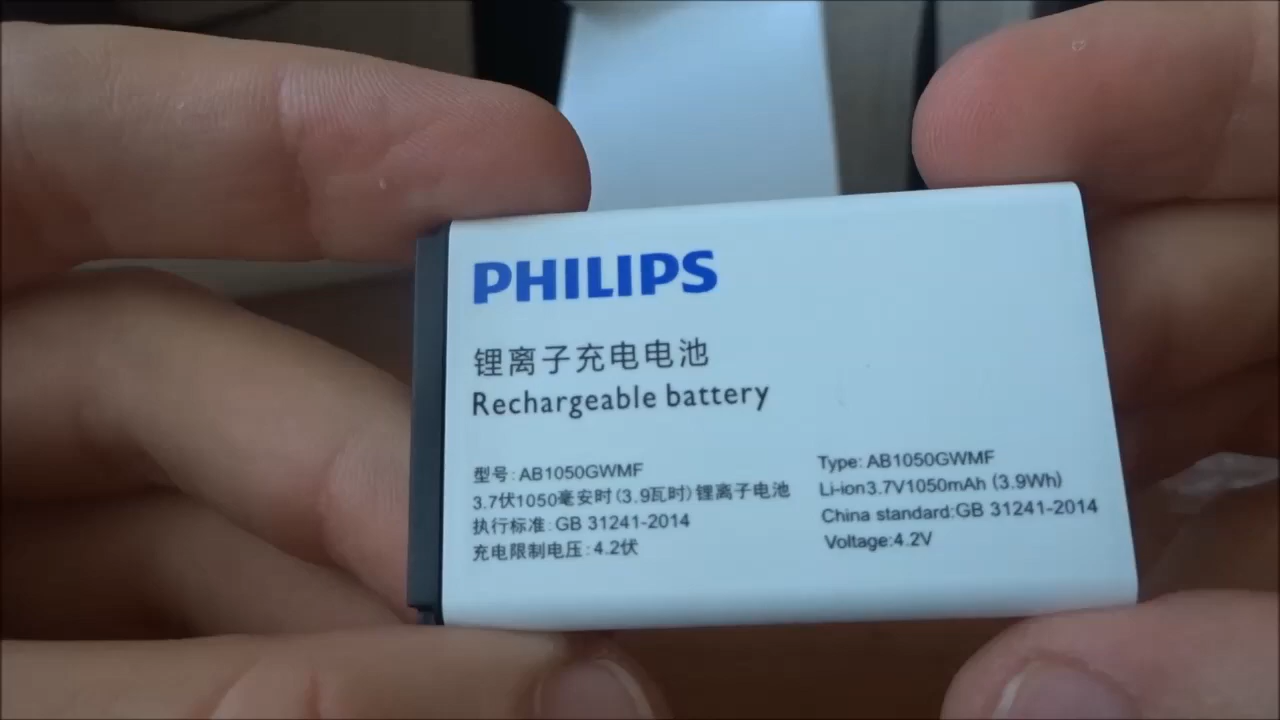 PHILIPS
锂离子充电电池
Rechargeable battery
型号: AB1050GWMF
3.7伏1050毫安时(3.9瓦时)锂离子电池
执行标准: GB 31241-2014
充电限制电压: 4.2伏
Type: AB1050GWMF
Li-ion3.7V1050mAh (3.9Wh)
China standard:GB 31241-2014
Voltage:4.2V